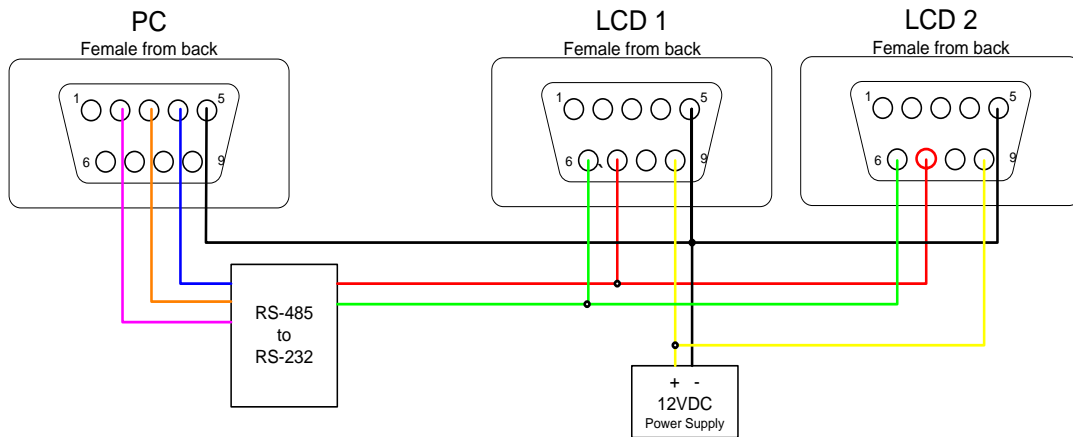 PC
Female from back
1
5
6
9
LCD 1
Female from back
1
5
6
9
LCD 2
Female from back
1
5
6
9
RS-485
to
RS-232
+ -
12VDC
Power Supply